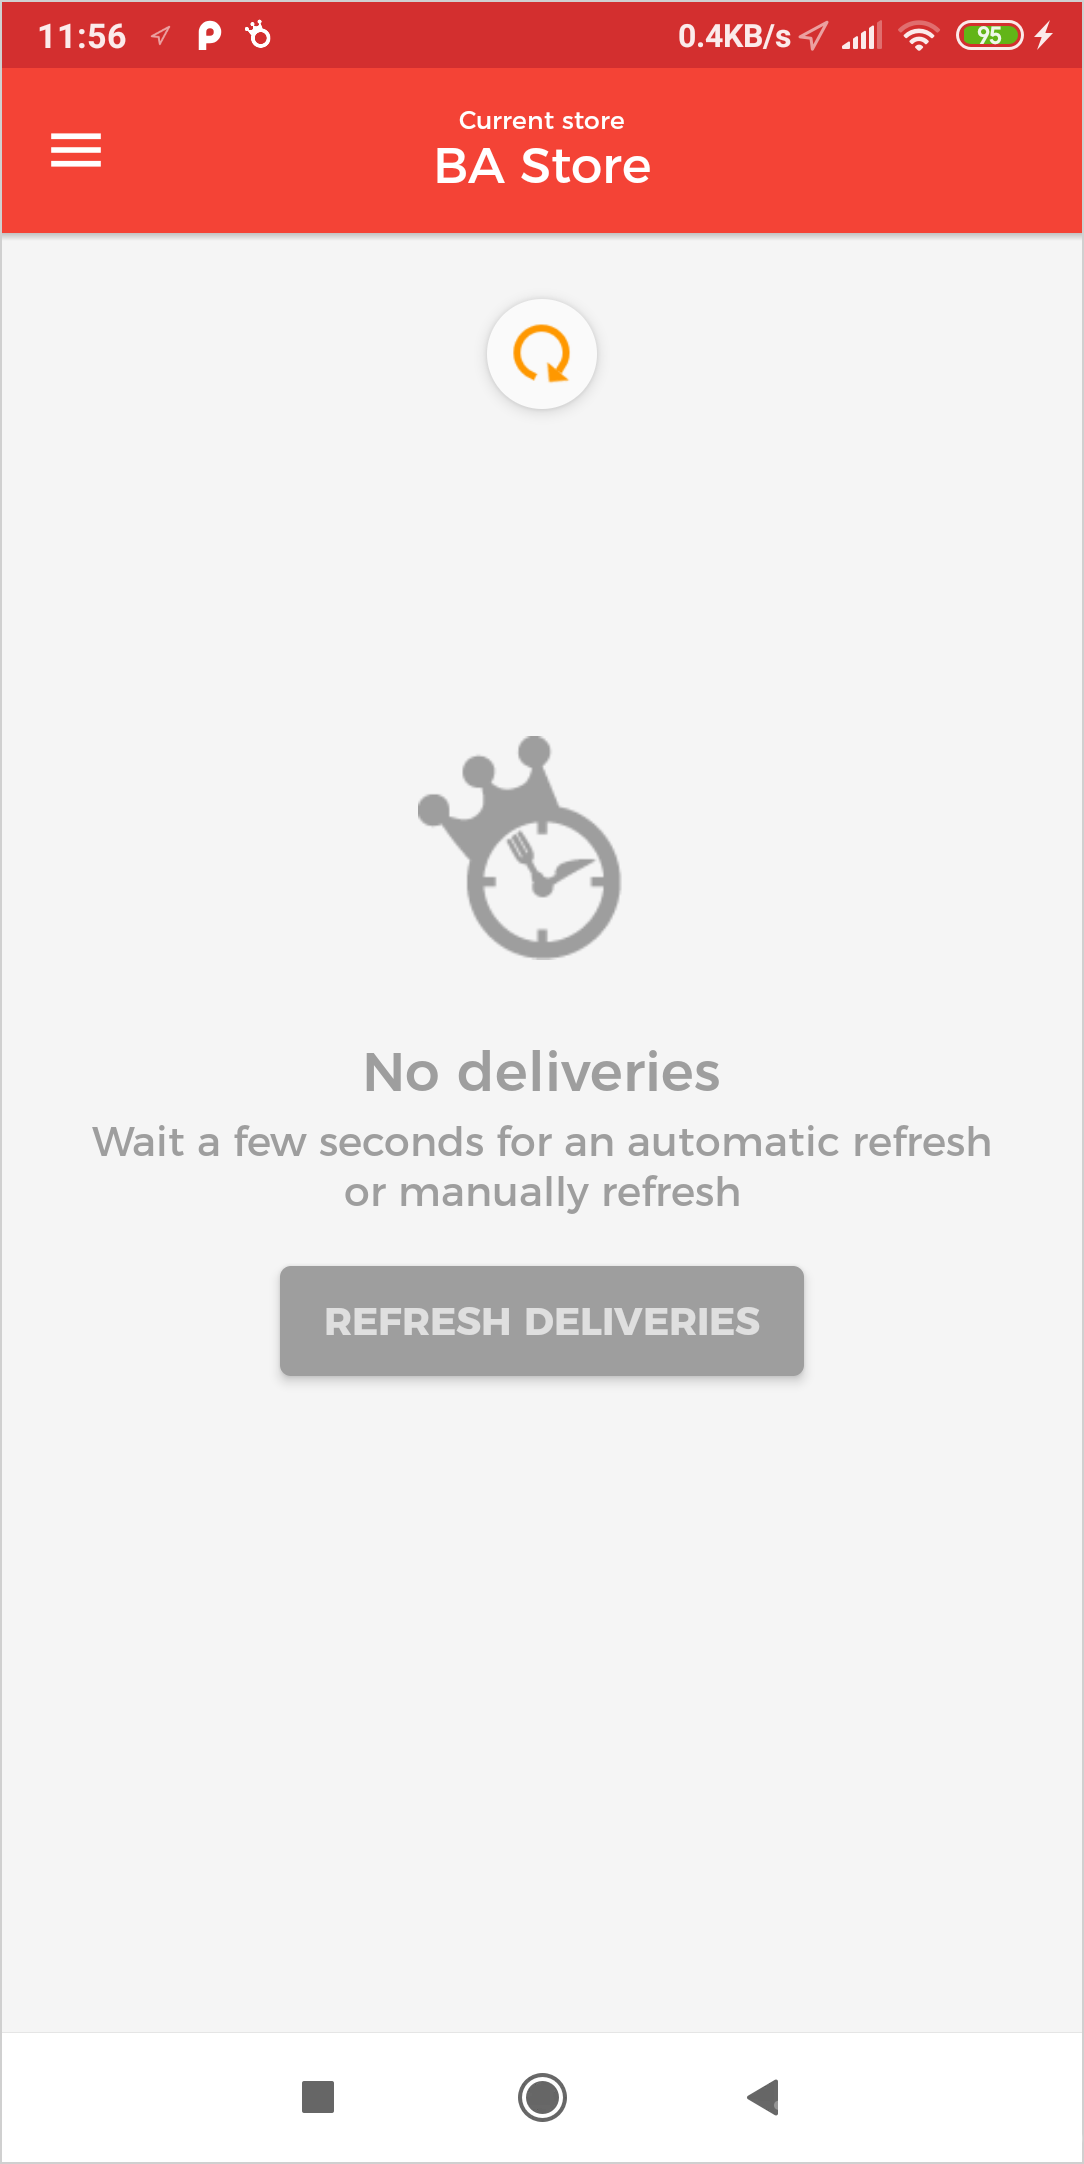 11:56 0.4KB/s 95
Current store
BA Store
No deliveries
Wait a few seconds for an automatic refresh
or manually refresh
REFRESH DELIVERIES